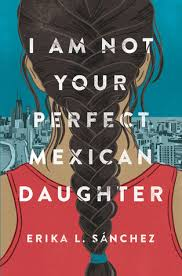 I AM NOT
YOUR
PERFECT
MEXICAN
DAUGHTER
ERIKA L. SÁNCHEZ